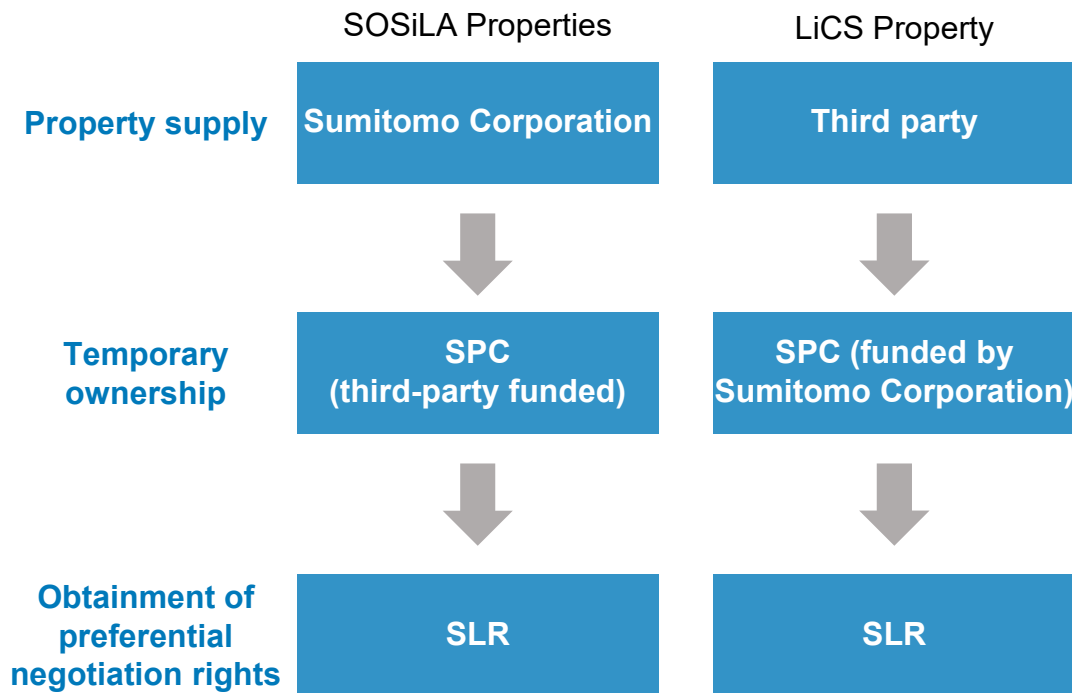 SOSiLA Properties
LiCS Property
Property supply
Sumitomo Corporation
Third party
Temporary
ownership
SPC
(third-party funded)
SPC (funded by
Sumitomo Corporation)
Obtainment of
preferential
negotiation rights
SLR
SLR